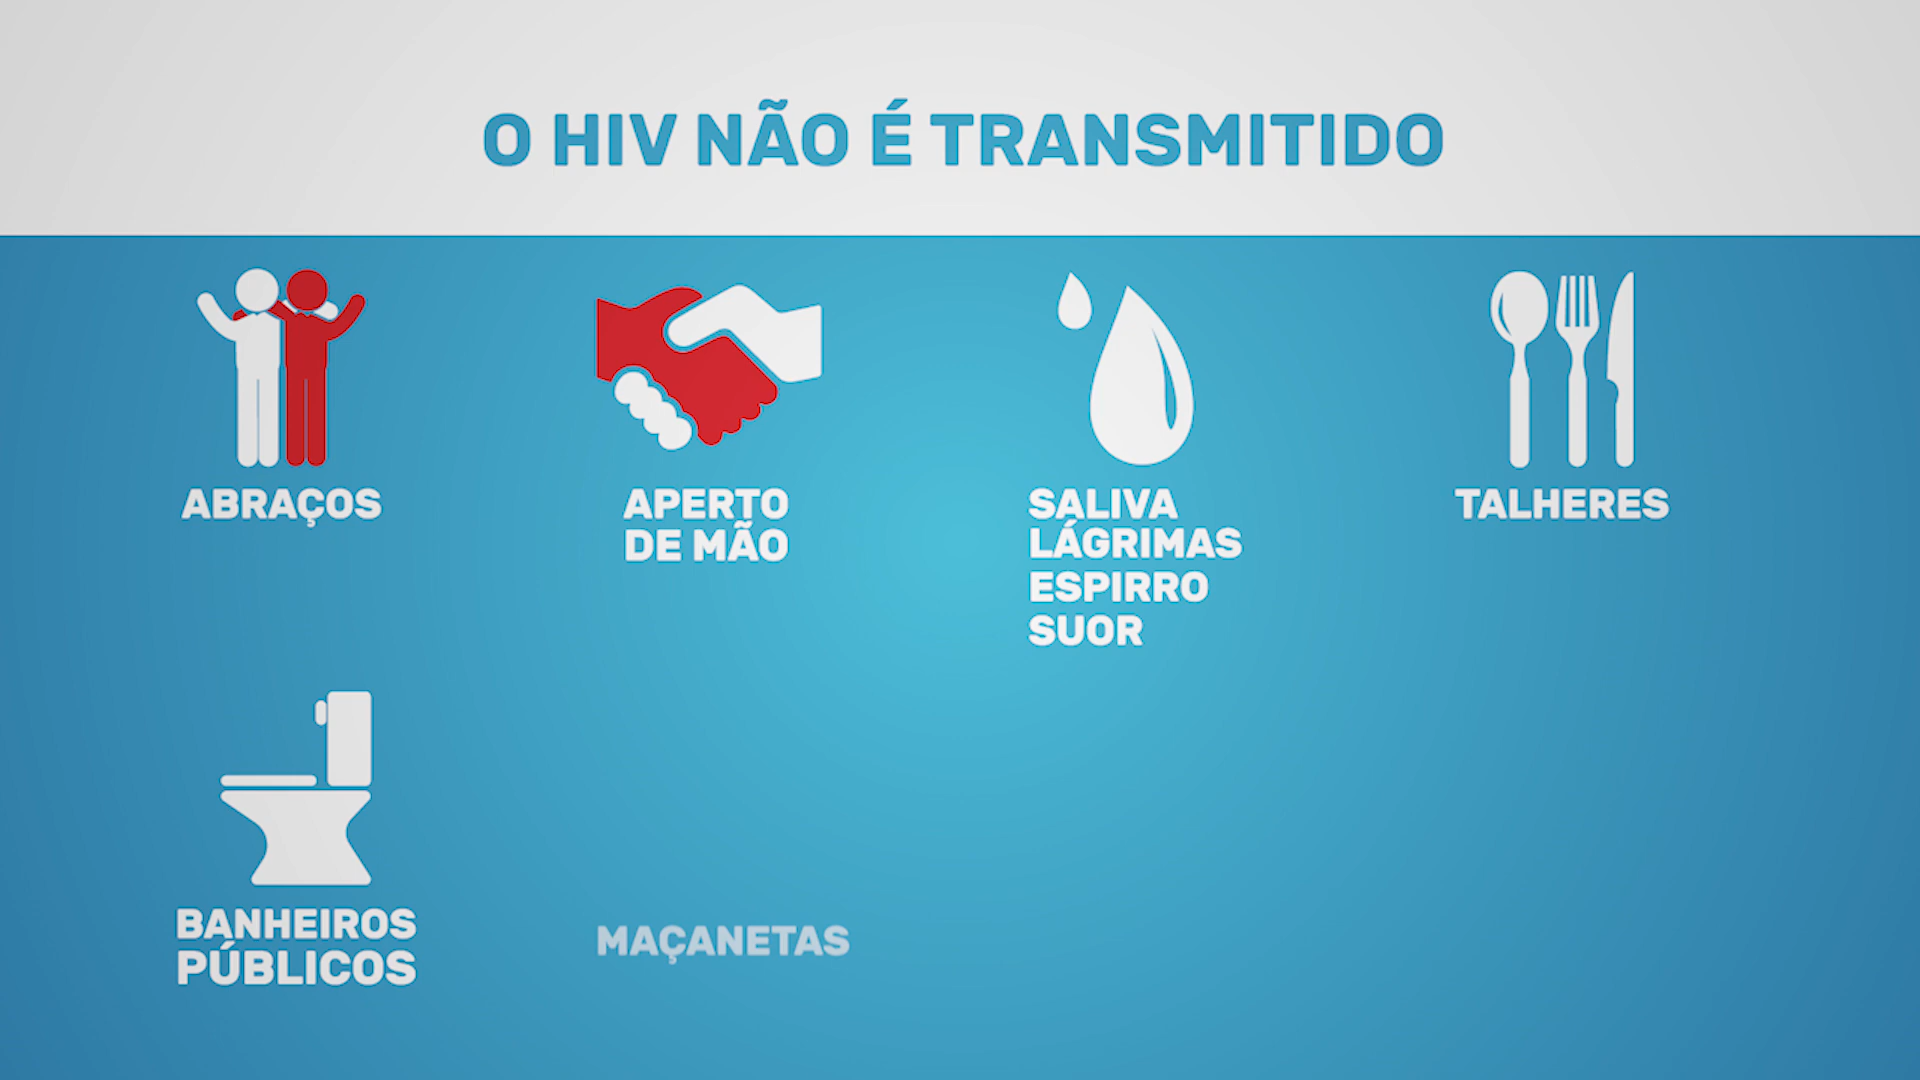 O HIV NÃO É TRANSMITIDO
ABRAÇOS
APERTO
DE MÃO
SALIVA
LÁGRIMAS
ESPIRRO
SUOR
TALHERES
BANHEIROS
PÚBLICOS
MAÇANETAS